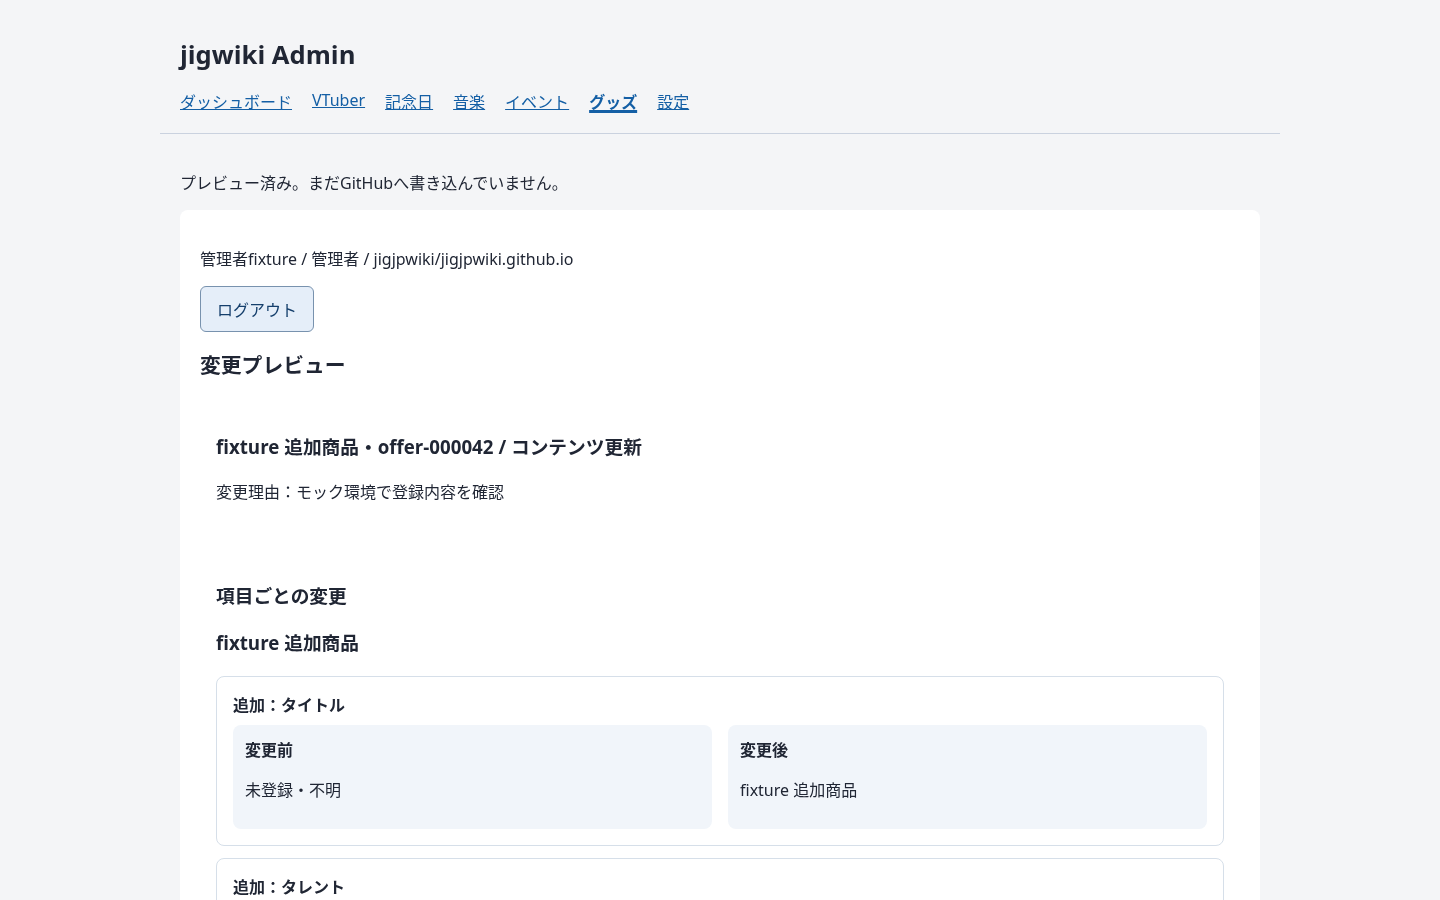 jigwiki Admin
ダッシュボード VTuber 記念日 音楽 イベント グッズ 設定
プレビュー済み。まだGitHubへ書き込んでいません。
管理者fixture / 管理者 / jigjpwiki/jigjpwiki.github.io
ログアウト
変更プレビュー
fixture 追加商品・offer-000042 / コンテンツ更新
変更理由：モック環境で登録内容を確認
項目ごとの変更
fixture 追加商品
追加：タイトル
変更前
未登録・不明
変更後
fixture 追加商品
追加：タレント